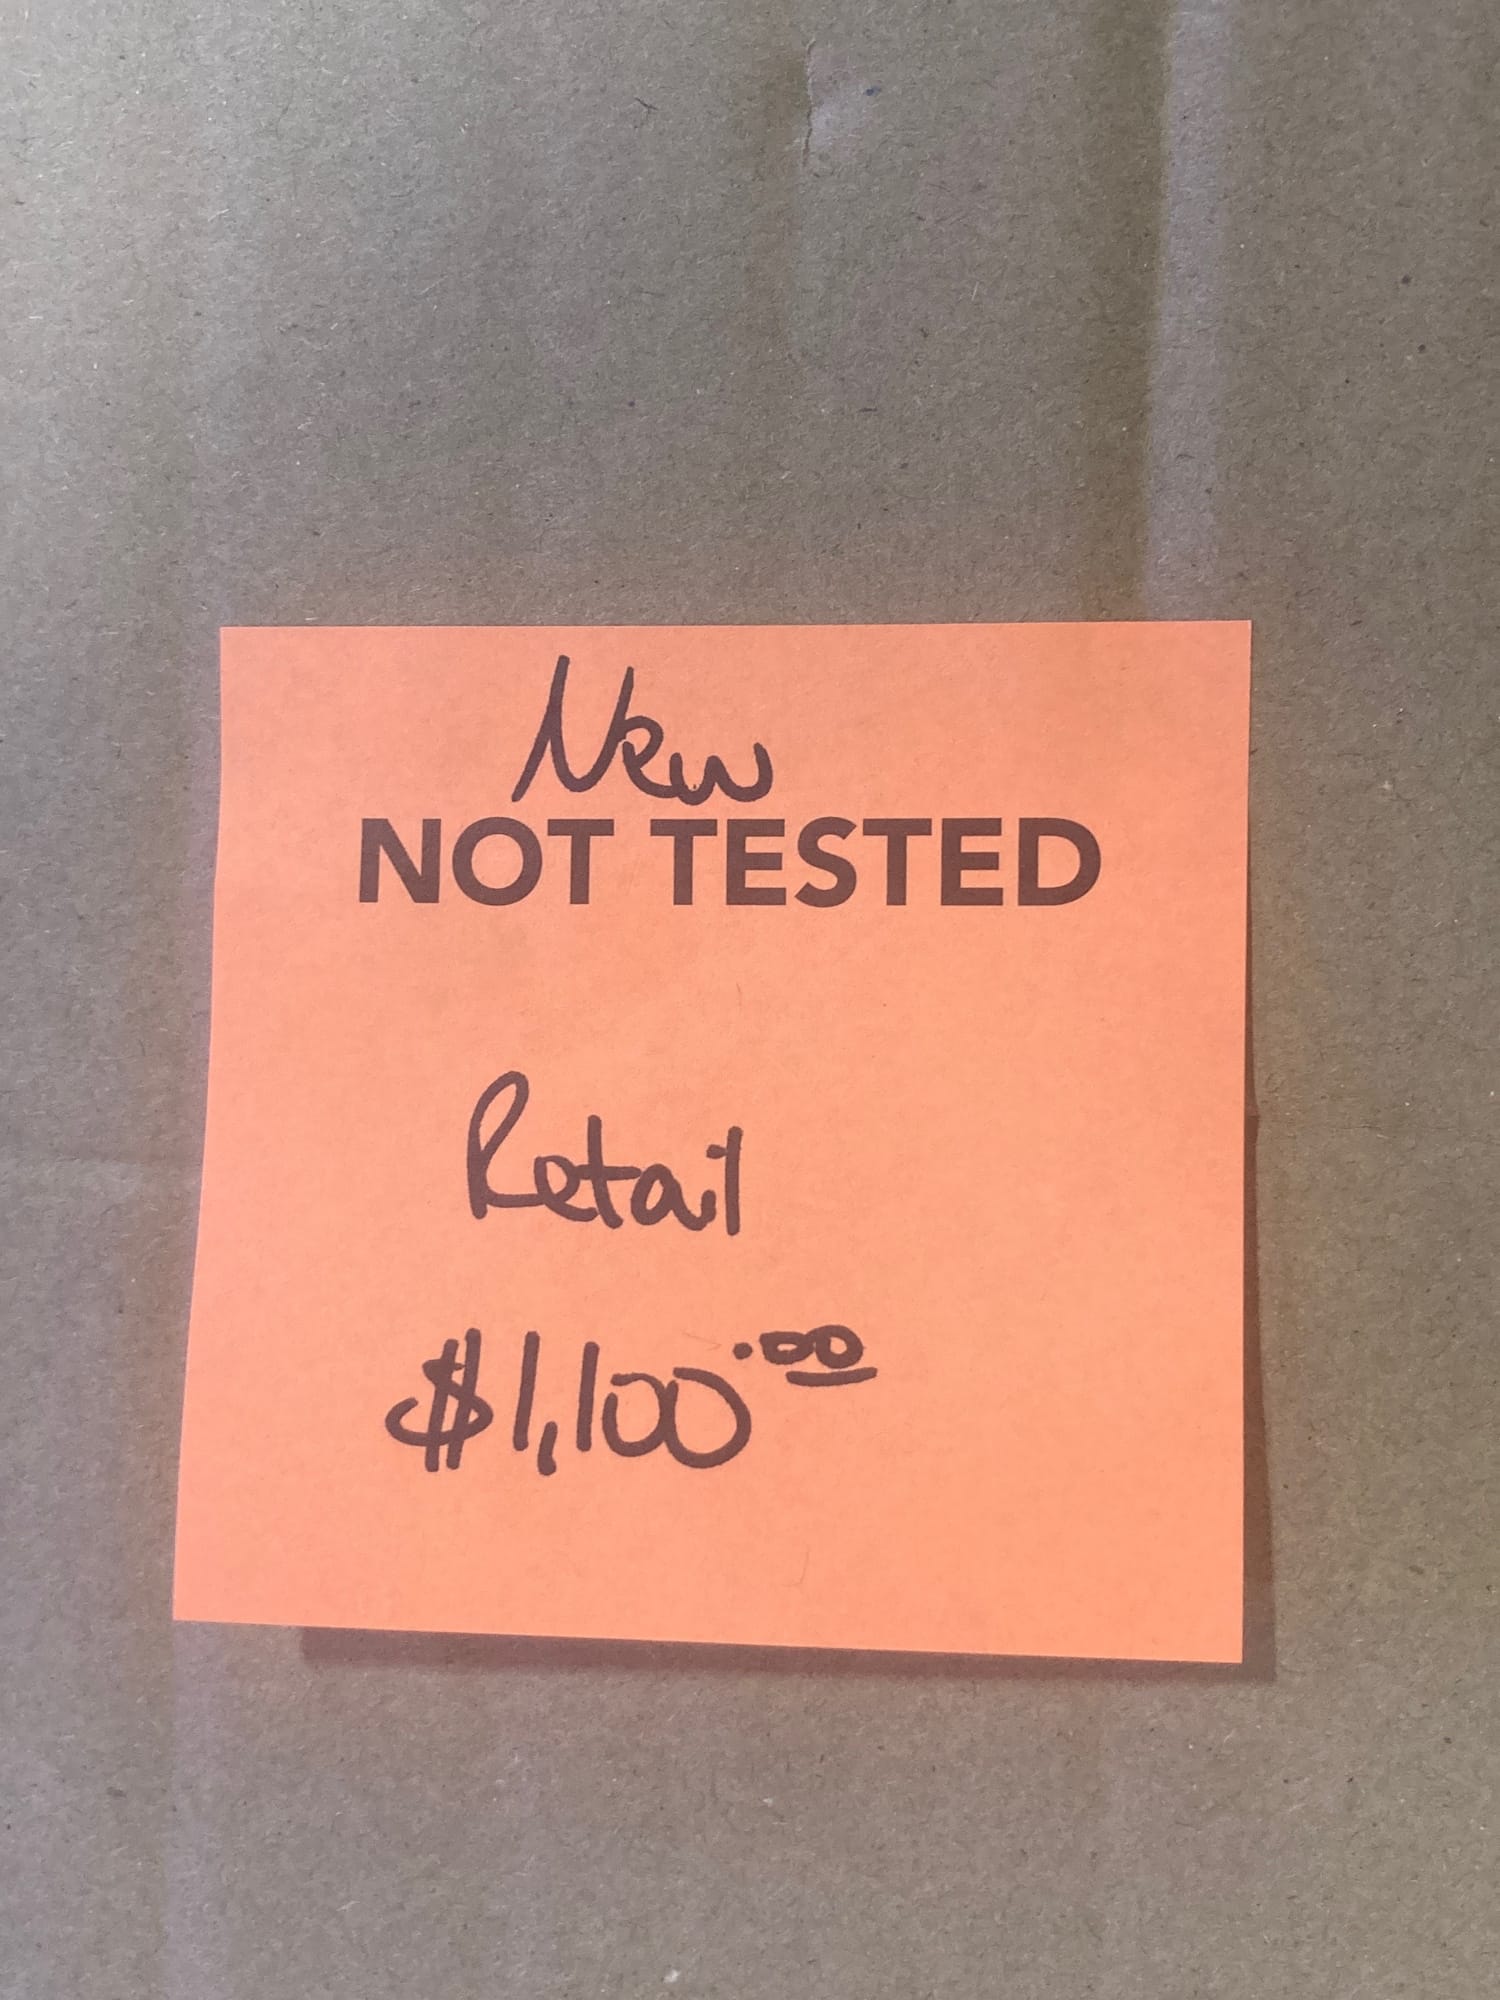 New
NOT TESTED
Retail
$1,100.00